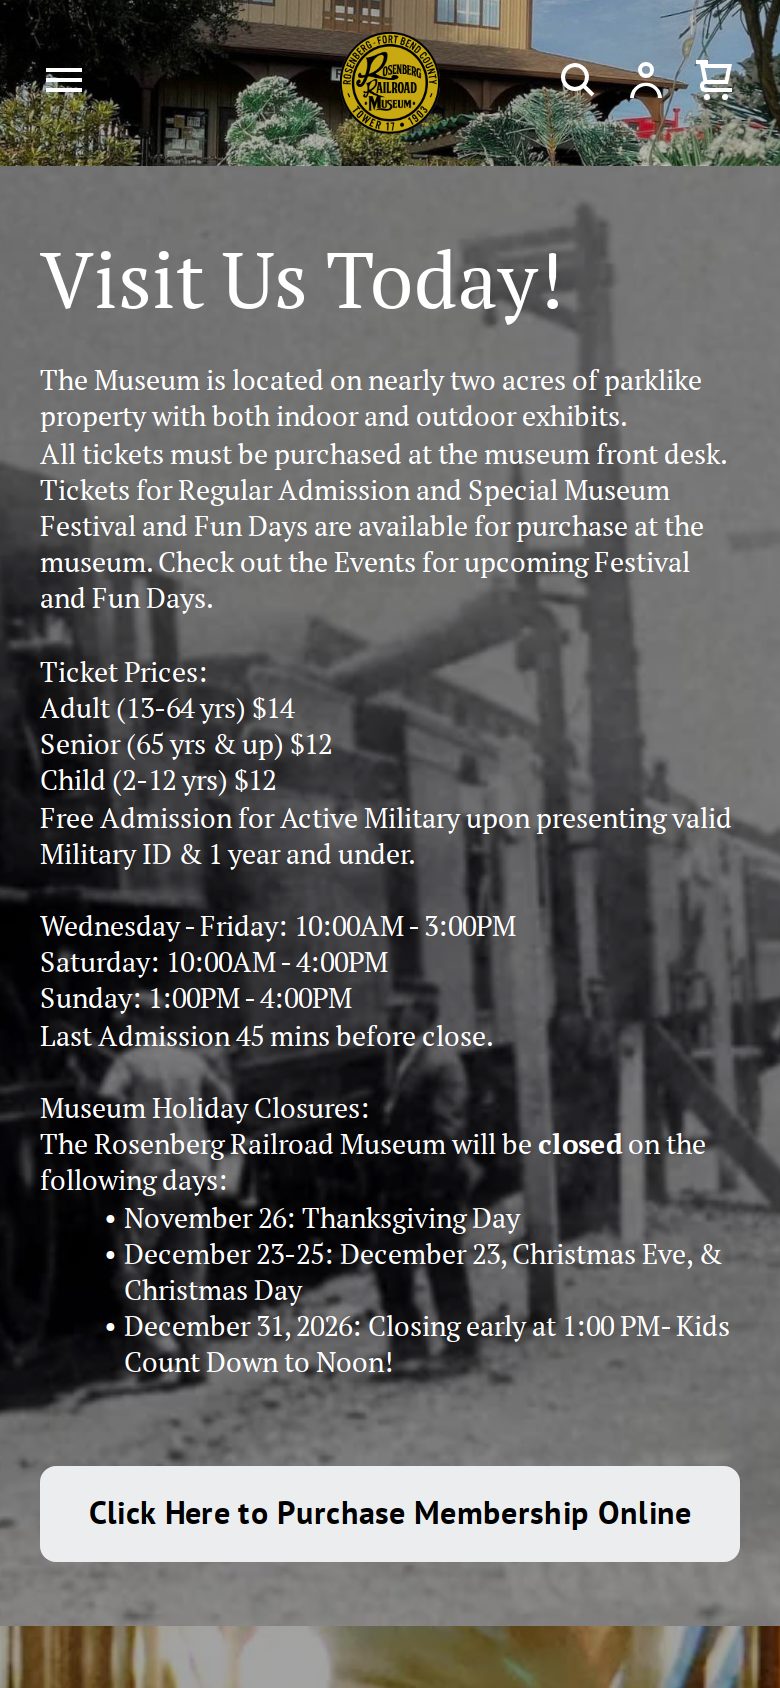 ROSENBERG · FORT BEND COUNTY
ROSENBERG
RAILROAD
MUSEUM
TOWER 17 • 1903
Visit Us Today!
The Museum is located on nearly two acres of parklike
property with both indoor and outdoor exhibits.
All tickets must be purchased at the museum front desk.
Tickets for Regular Admission and Special Museum
Festival and Fun Days are available for purchase at the
museum. Check out the Events for upcoming Festival
and Fun Days.
Ticket Prices:
Adult (13-64 yrs) $14
Senior (65 yrs & up) $12
Child (2-12 yrs) $12
Free Admission for Active Military upon presenting valid
Military ID & 1 year and under.
Wednesday - Friday: 10:00AM - 3:00PM
Saturday: 10:00AM - 4:00PM
Sunday: 1:00PM - 4:00PM
Last Admission 45 mins before close.
Museum Holiday Closures:
The Rosenberg Railroad Museum will be closed on the
following days:
• November 26: Thanksgiving Day
• December 23-25: December 23, Christmas Eve, &
Christmas Day
• December 31, 2026: Closing early at 1:00 PM- Kids
Count Down to Noon!
Click Here to Purchase Membership Online